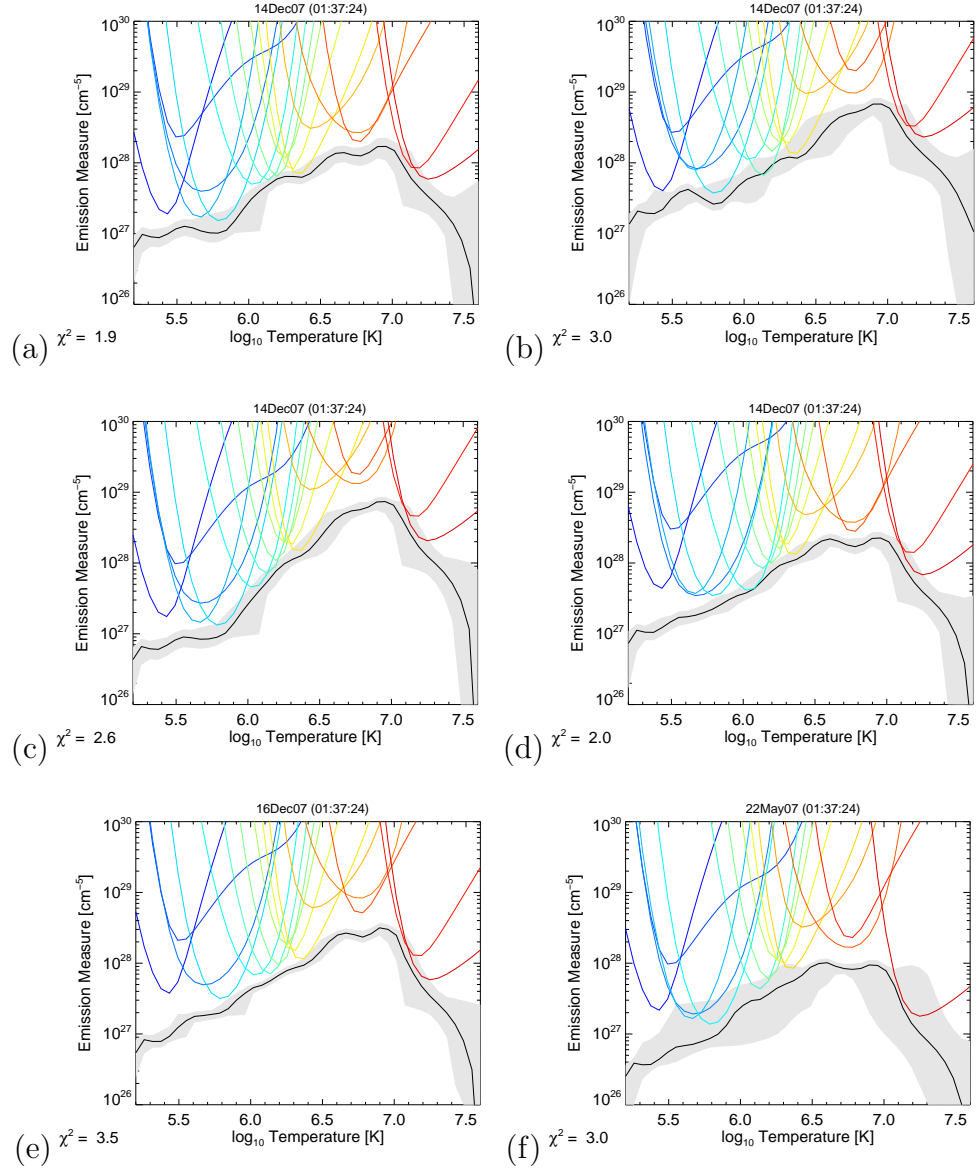 14Dec07 (01:37:24)
10³⁰
10²⁹
10²⁸
10²⁷
10²⁶
Emission Measure [cm⁻⁵]
5.5 6.0 6.5 7.0 7.5
log₁₀ Temperature [K]
(a) χ² = 1.9
14Dec07 (01:37:24)
10³⁰
10²⁹
10²⁸
10²⁷
10²⁶
Emission Measure [cm⁻⁵]
5.5 6.0 6.5 7.0 7.5
log₁₀ Temperature [K]
(b) χ² = 3.0
14Dec07 (01:37:24)
10³⁰
10²⁹
10²⁸
10²⁷
10²⁶
Emission Measure [cm⁻⁵]
5.5 6.0 6.5 7.0 7.5
log₁₀ Temperature [K]
(c) χ² = 2.6
14Dec07 (01:37:24)
10³⁰
10²⁹
10²⁸
10²⁷
10²⁶
Emission Measure [cm⁻⁵]
5.5 6.0 6.5 7.0 7.5
log₁₀ Temperature [K]
(d) χ² = 2.0
16Dec07 (01:37:24)
10³⁰
10²⁹
10²⁸
10²⁷
10²⁶
Emission Measure [cm⁻⁵]
5.5 6.0 6.5 7.0 7.5
log₁₀ Temperature [K]
(e) χ² = 3.5
22May07 (01:37:24)
10³⁰
10²⁹
10²⁸
10²⁷
10²⁶
Emission Measure [cm⁻⁵]
5.5 6.0 6.5 7.0 7.5
log₁₀ Temperature [K]
(f) χ² = 3.0